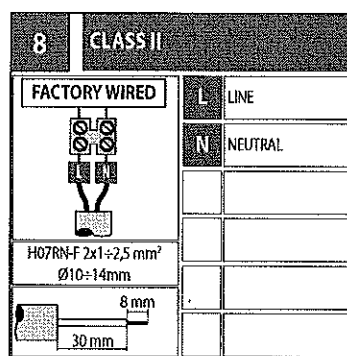 8 CLASS II
FACTORY WIRED
L LINE
N NEUTRAL
L N
H07RN-F 2x1÷2,5 mm²
Ø10÷14mm
8 mm
30 mm